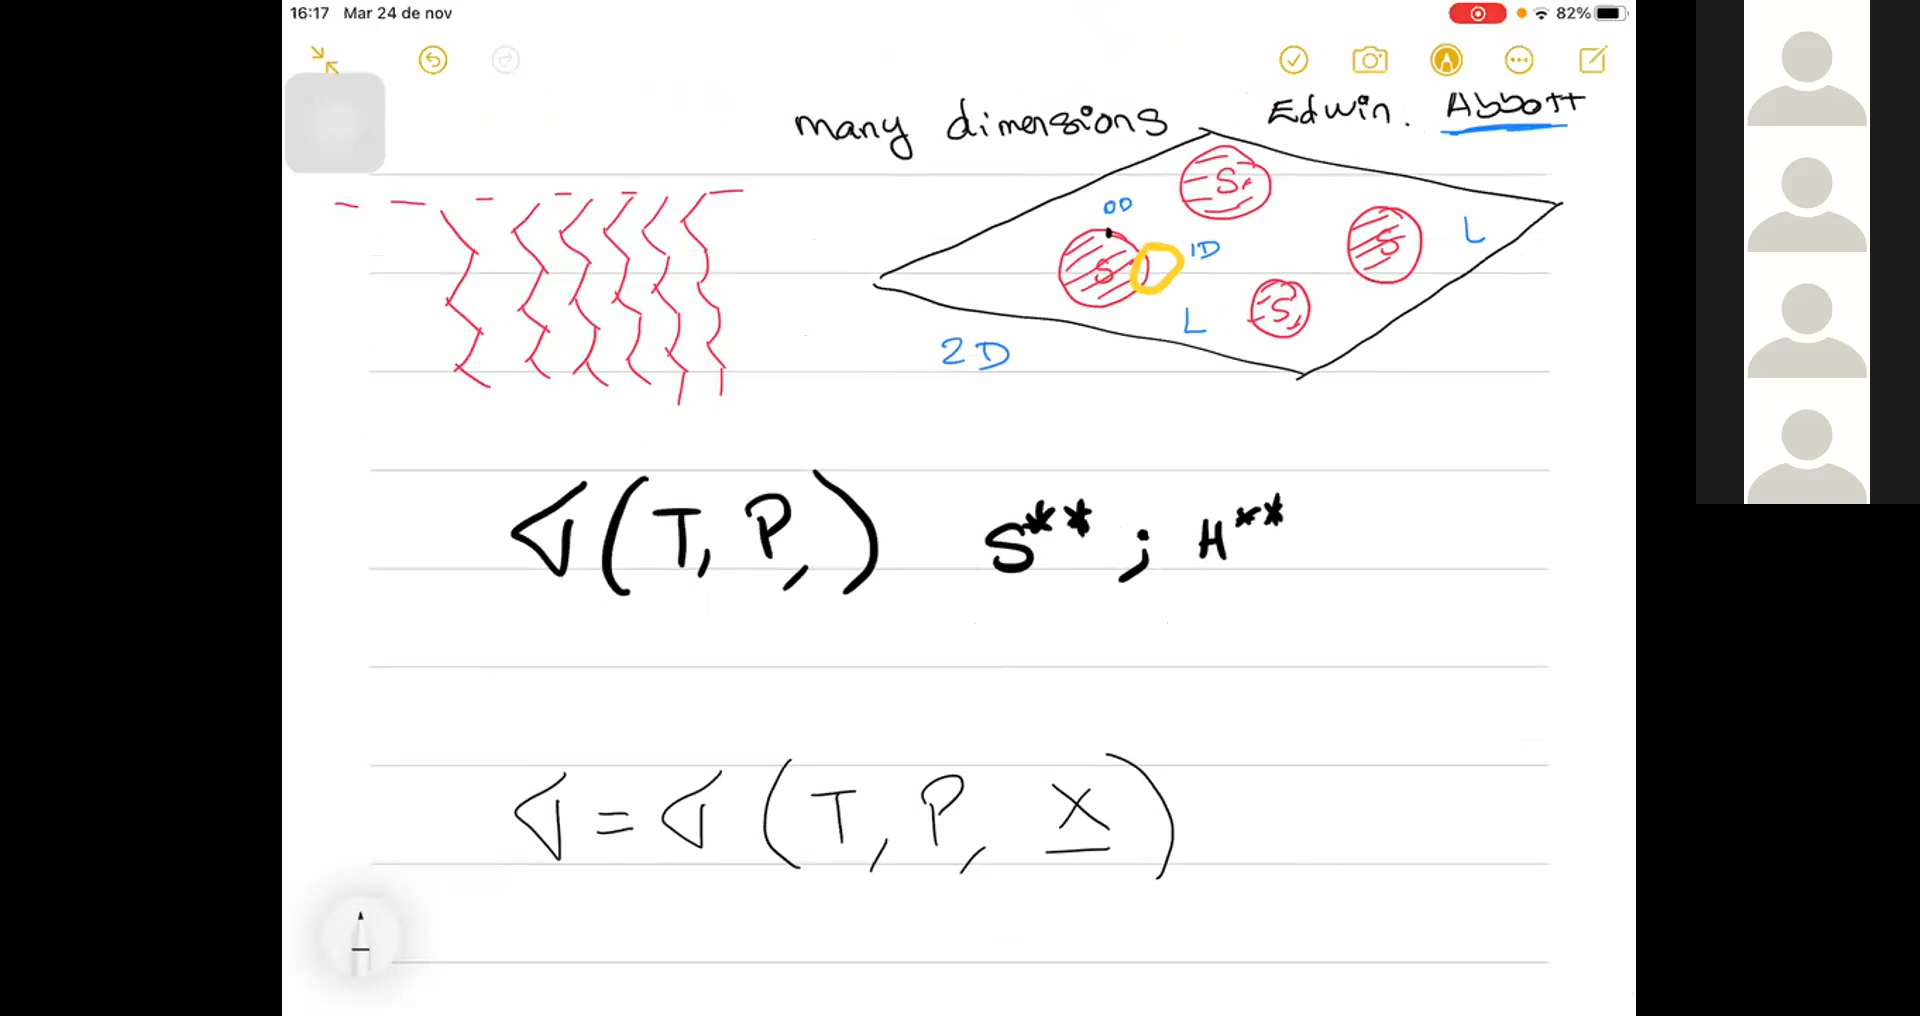 16:17 Mar 24 de nov 82%
many dimensions Edwin. Abbott
S
0D
S
L
S
1D
S
L
2D
(T, P, ) S** ; H**
= (T, P, X)